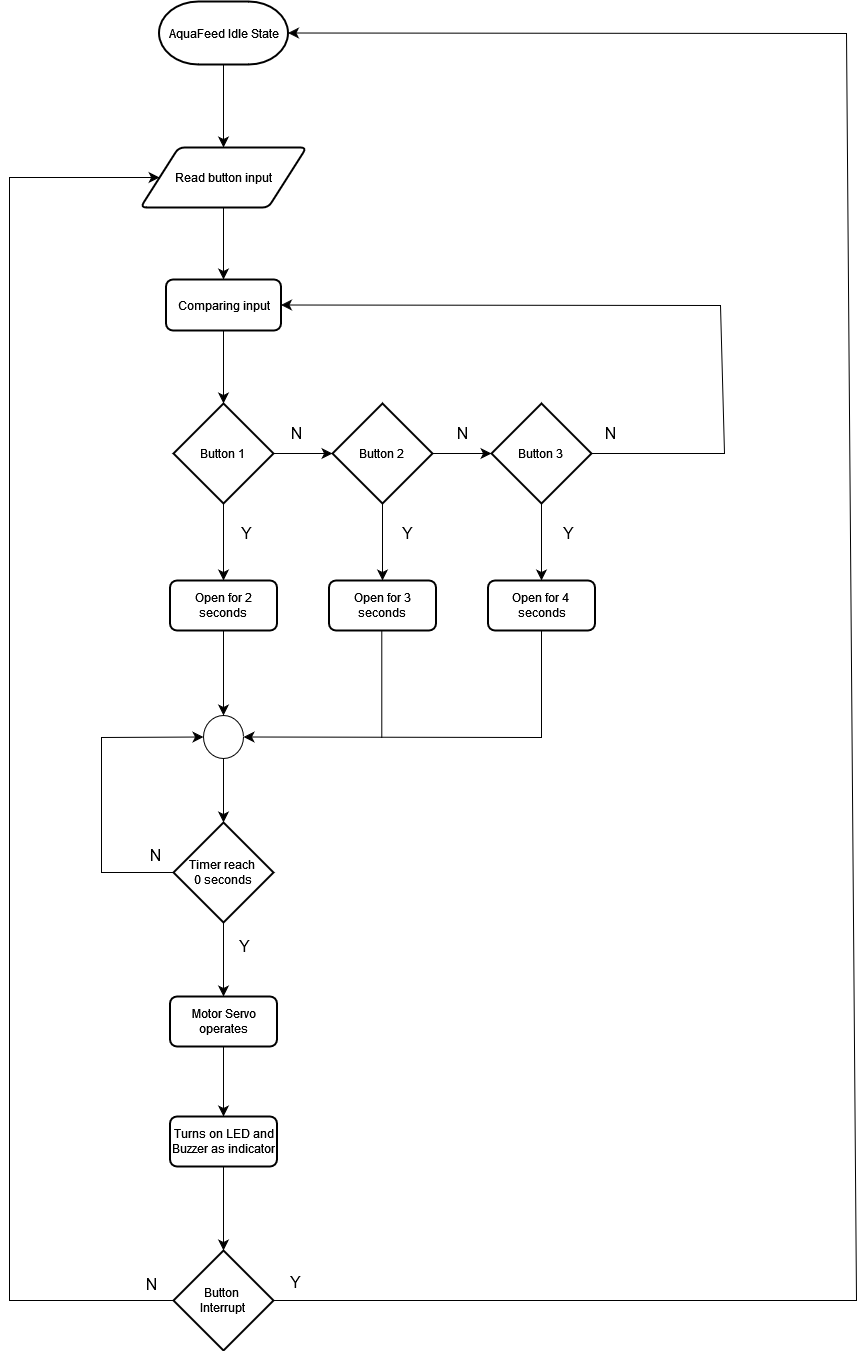 AquaFeed Idle State
Read button input
Comparing input
N
N
N
Button 1
Button 2
Button 3
Y
Y
Y
Open for 2
seconds
Open for 3
seconds
Open for 4
seconds
N
Timer reach
0 seconds
Y
Motor Servo
operates
Turns on LED and
Buzzer as indicator
N
Y
Button
Interrupt